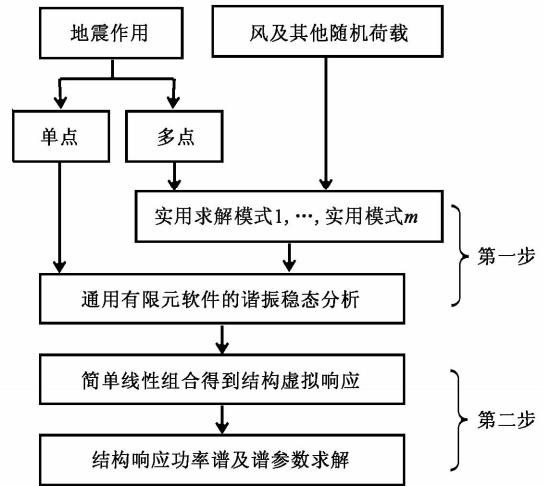 地震作用
风及其他随机荷载
单点
多点
实用求解模式1, …, 实用模式m
第一步
通用有限元软件的谐振稳态分析
简单线性组合得到结构虚拟响应
第二步
结构响应功率谱及谱参数求解